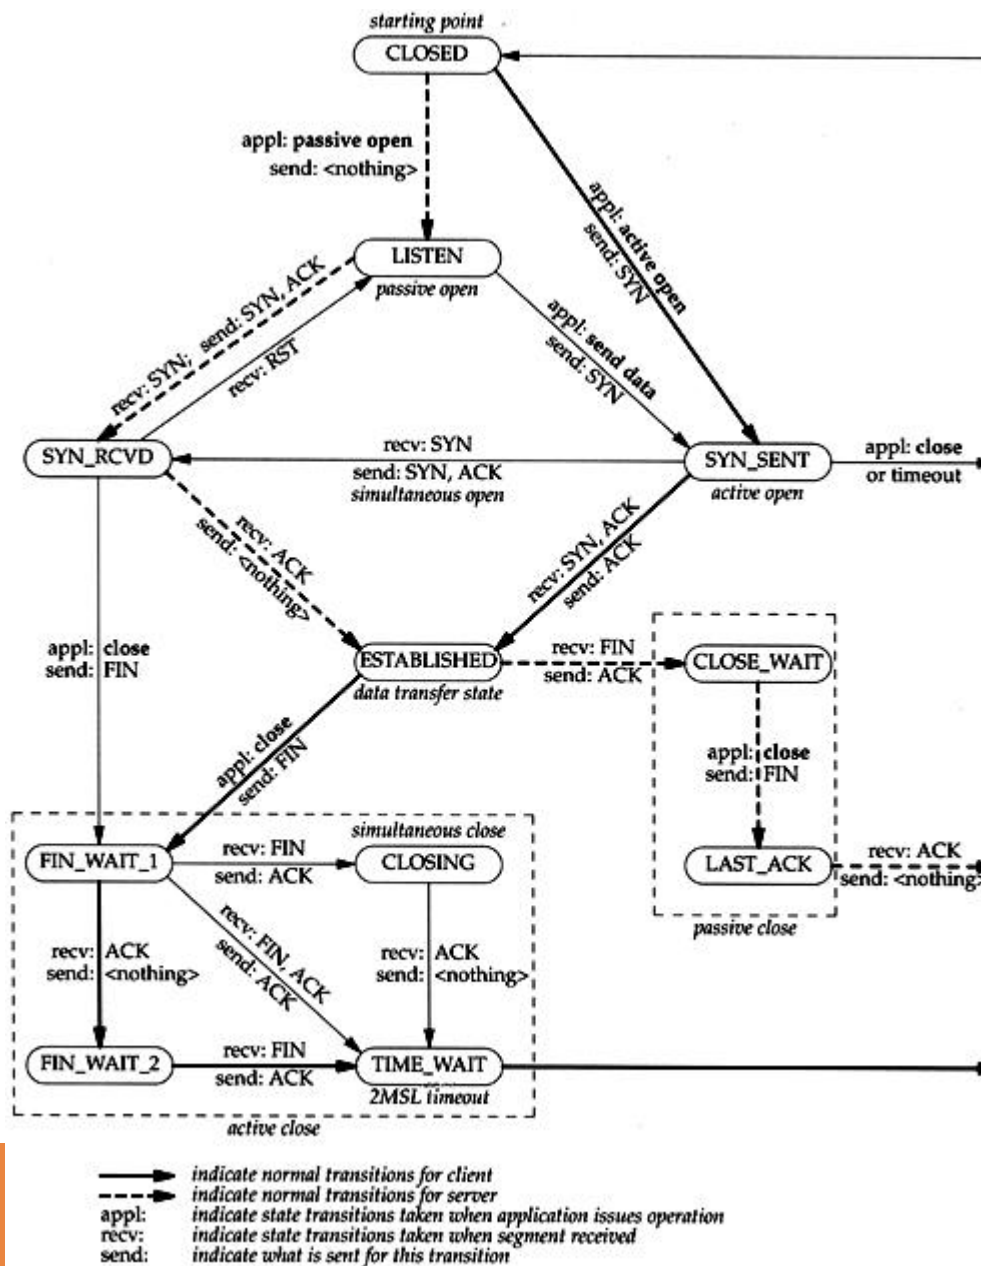 starting point
CLOSED
appl: passive open
send: <nothing>
appl: active open
send: SYN
LISTEN
passive open
recv: SYN; send: SYN, ACK
recv: RST
appl: send data
send: SYN
SYN_RCVD
recv: SYN
send: SYN, ACK
simultaneous open
SYN_SENT
active open
appl: close
or timeout
recv: ACK
send: <nothing>
recv: SYN, ACK
send: ACK
appl: close
send: FIN
ESTABLISHED
data transfer state
recv: FIN
send: ACK
CLOSE_WAIT
appl: close
send: FIN
appl: close
send: FIN
simultaneous close
FIN_WAIT_1
recv: FIN
send: ACK
CLOSING
LAST_ACK
recv: ACK
send: <nothing>
passive close
recv: ACK
send: <nothing>
recv: FIN, ACK
send: ACK
recv: ACK
send: <nothing>
FIN_WAIT_2
recv: FIN
send: ACK
TIME_WAIT
2MSL timeout
active close
indicate normal transitions for client
indicate normal transitions for server
appl: indicate state transitions taken when application issues operation
recv: indicate state transitions taken when segment received
send: indicate what is sent for this transition